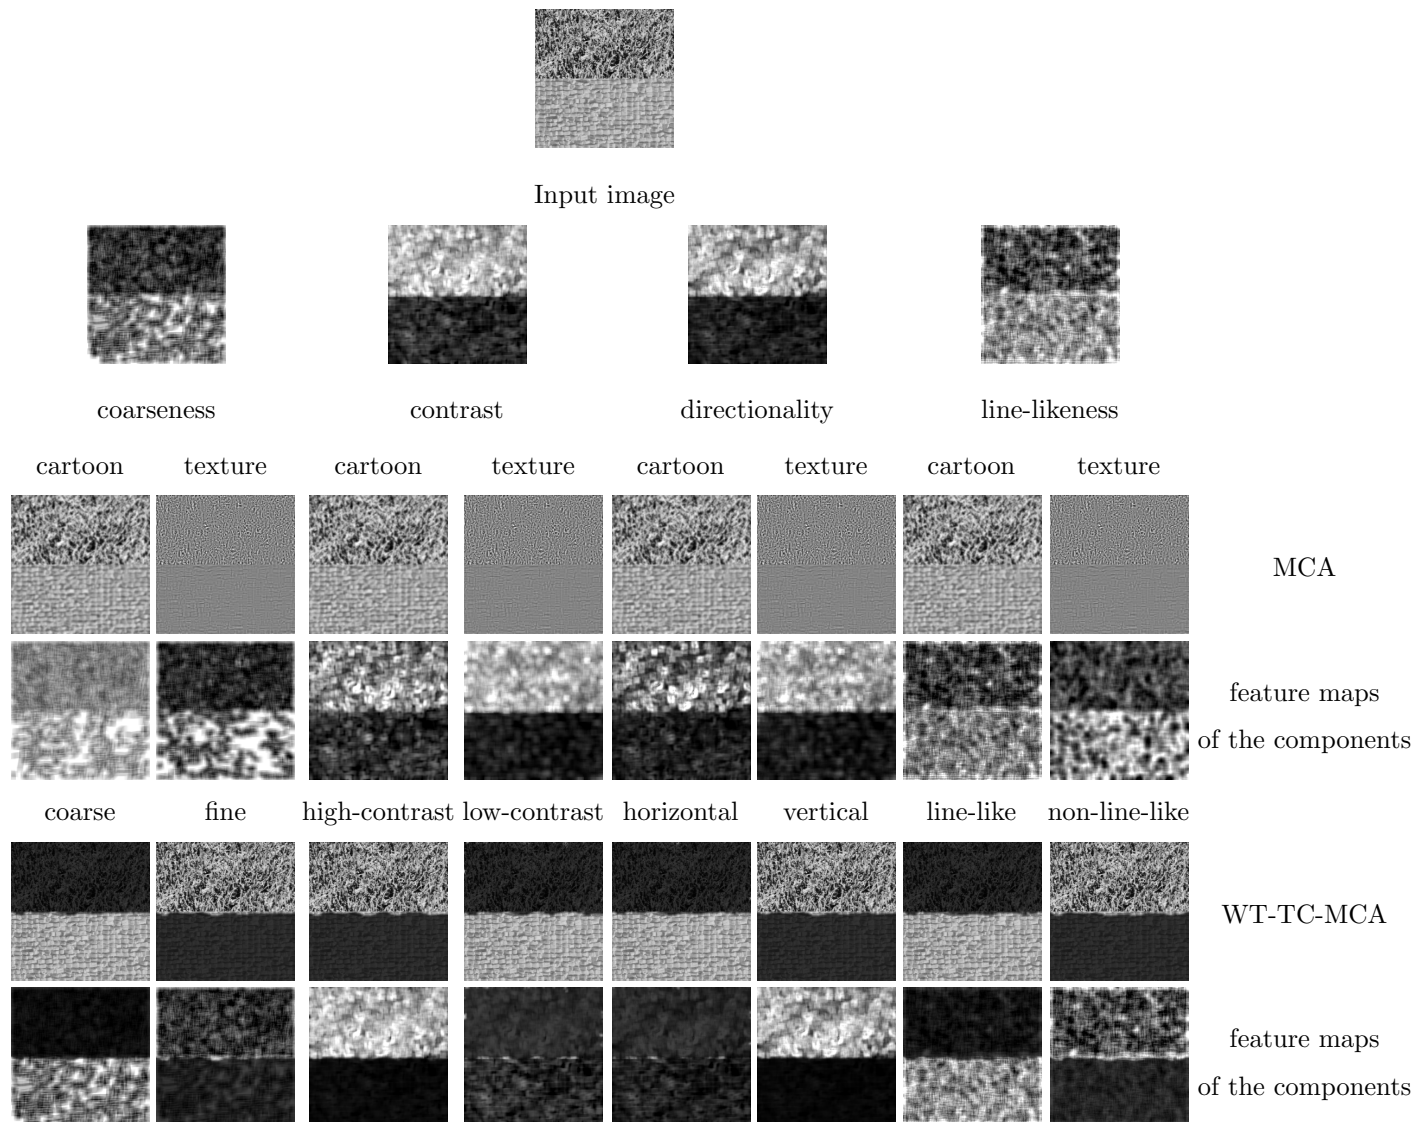 Input image
coarseness contrast directionality line-likeness
cartoon texture cartoon texture cartoon texture cartoon texture
MCA
feature maps
of the components
coarse fine high-contrast low-contrast horizontal vertical line-like non-line-like
WT-TC-MCA
feature maps
of the components